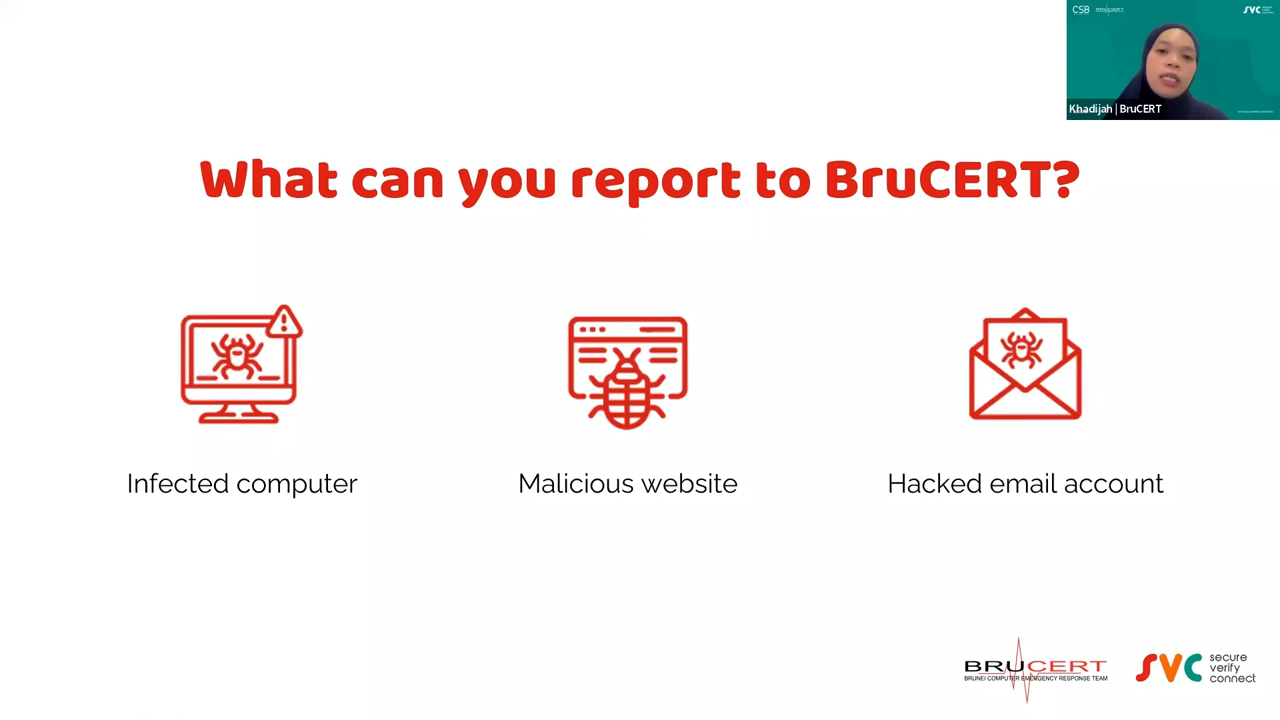 CSB
SVC
Khadijah | BruCERT
What can you report to BruCERT?
Infected computer
Malicious website
Hacked email account
BRUCERT
BRUNEI COMPUTER EMERGENCY RESPONSE TEAM
SVC
secure
verify
connect